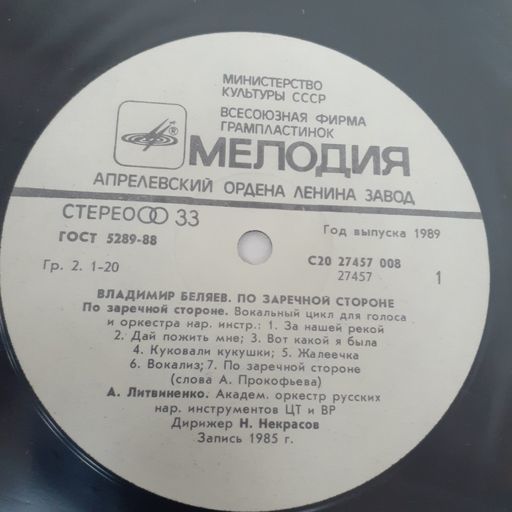 МИНИСТЕРСТВО
КУЛЬТУРЫ СССР
ВСЕСОЮЗНАЯ ФИРМА
ГРАМПЛАСТИНОК
® МЕЛОДИЯ
АПРЕЛЕВСКИЙ ОРДЕНА ЛЕНИНА ЗАВОД
СТЕРЕО 33
ГОСТ 5289-88
Год выпуска 1989
Гр. 2. 1-20
С20 27457 008
27457
1
ВЛАДИМИР БЕЛЯЕВ. ПО ЗАРЕЧНОЙ СТОРОНЕ
По заречной стороне. Вокальный цикл для голоса
и оркестра нар. инстр.: 1. За нашей рекой
2. Дай пожить мне; 3. Вот какой я была
4. Куковали кукушки; 5. Жалеечка
6. Вокализ; 7. По заречной стороне
(слова А. Прокофьева)
А. Литвиненко. Академ. оркестр русских
нар. инструментов ЦТ и ВР
Дирижер Н. Некрасов
Запись 1985 г.